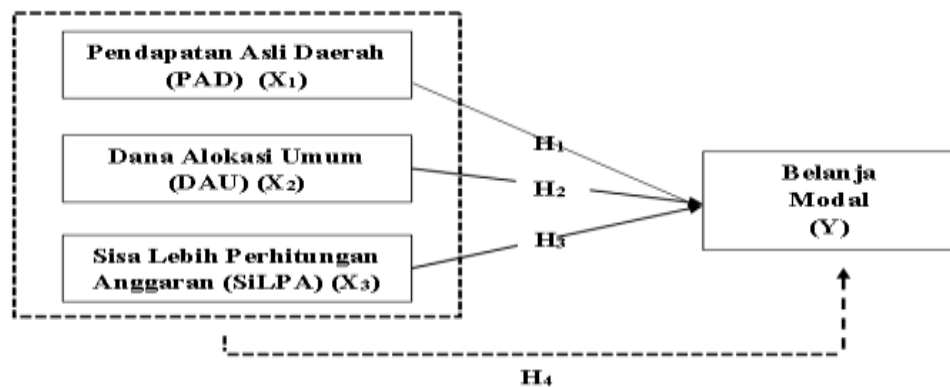 Pendapatan Asli Daerah
(PAD) (X₁)
H₁
Dana Alokasi Umum
(DAU) (X₂)
H₂
Belanja
Modal
(Y)
Sisa Lebih Perhitungan
Anggaran (SiLPA) (X₃)
H₃
H₄